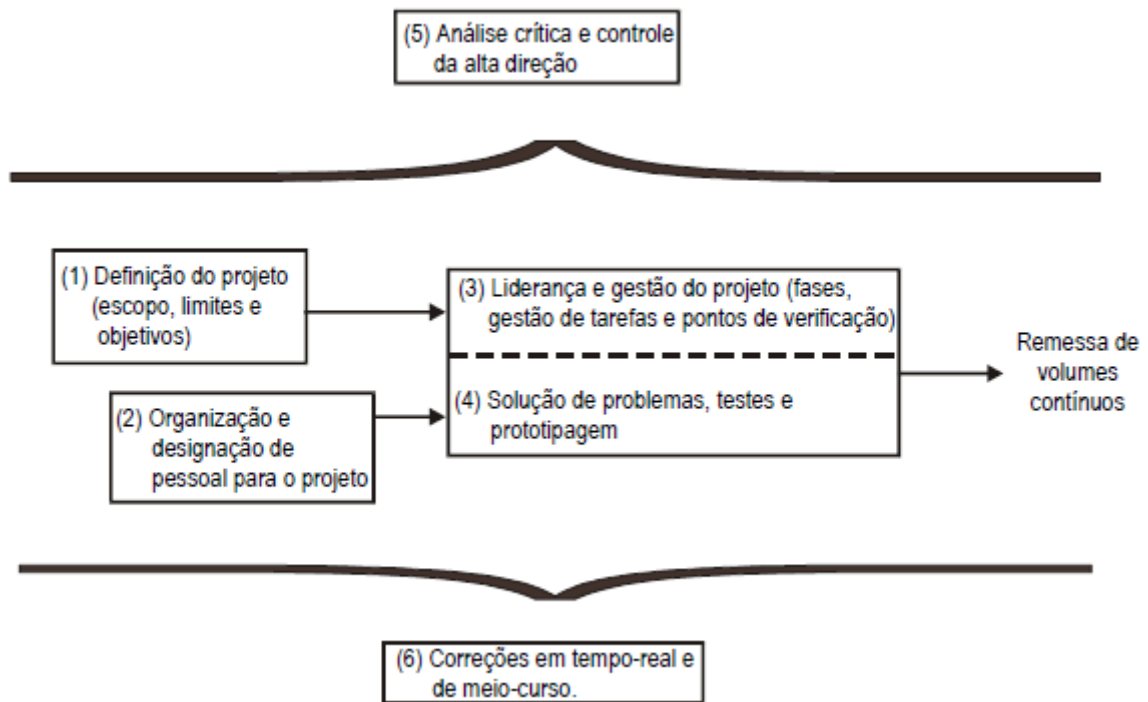 (5) Análise crítica e controle
da alta direção
(1) Definição do projeto
(escopo, limites e
objetivos)
(2) Organização e
designação de
pessoal para o projeto
(3) Liderança e gestão do projeto (fases,
gestão de tarefas e pontos de verificação)
(4) Solução de problemas, testes e
prototipagem
Remessa de
volumes
contínuos
(6) Correções em tempo-real e
de meio-curso.